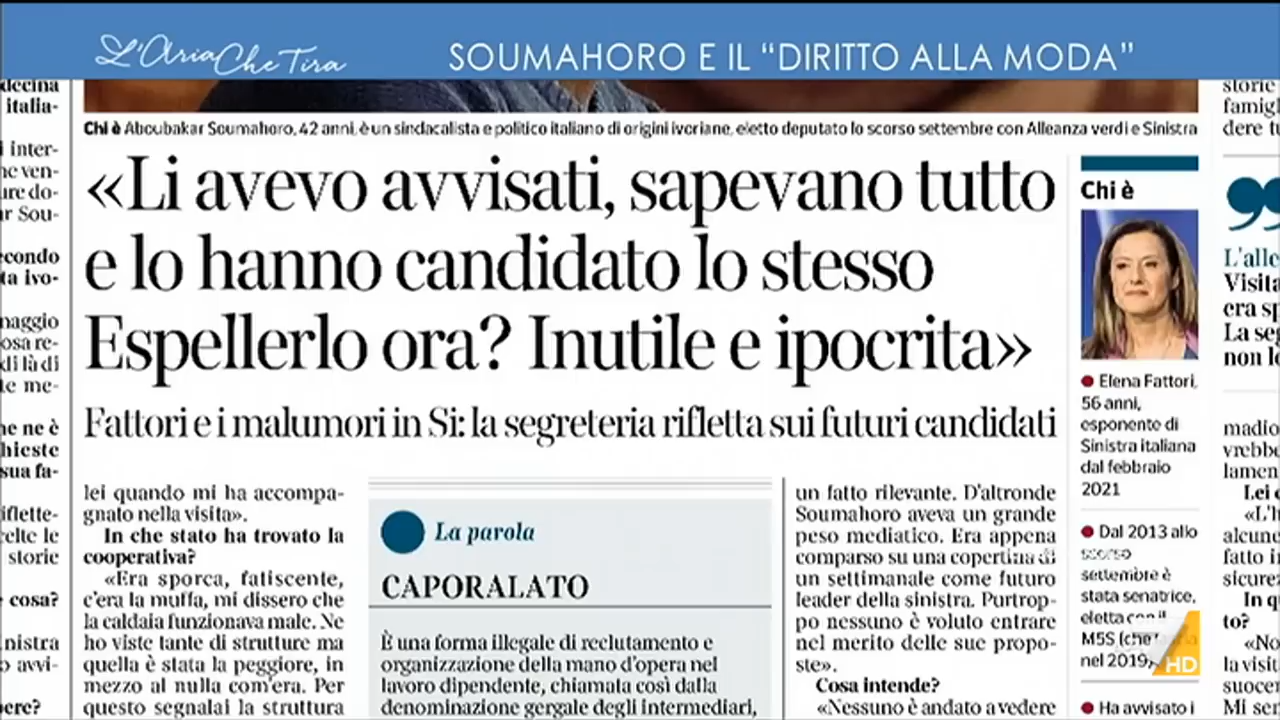 L'Aria Che Tira
SOUMAHORO E IL “DIRITTO ALLA MODA”
Chi è Aboubakar Soumahoro, 42 anni, è un sindacalista e politico italiano di origini ivoriane, eletto deputato lo scorso settembre con Alleanza verdi e Sinistra
«Li avevo avvisati, sapevano tutto
e lo hanno candidato lo stesso
Espellerlo ora? Inutile e ipocrita»
Fattori e i malumori in Si: la segreteria rifletta sui futuri candidati
lei quando mi ha accompa-
gnato nella visita».
In che stato ha trovato la
cooperativa?
«Era sporca, fatiscente,
c'era la muffa, mi dissero che
la caldaia funzionava male. Ne
ho viste tante di strutture ma
quella è stata la peggiore, in
mezzo al nulla com'era. Per
questo segnalai la struttura
La parola
CAPORALATO
È una forma illegale di reclutamento e
organizzazione della mano d'opera nel
lavoro dipendente, chiamata così dalla
denominazione gergale degli intermediari,
un fatto rilevante. D'altronde
Soumahoro aveva un grande
peso mediatico. Era appena
comparso su una copertina di
un settimanale come futuro
leader della sinistra. Purtrop-
po nessuno è voluto entrare
nel merito delle sue propo-
ste».
Cosa intende?
«Nessuno è andato a vedere
Chi è
Elena Fattori,
56 anni,
esponente di
Sinistra italiana
dal febbraio
2021
Dal 2013 allo
scorso
settembre è
stata senatrice,
eletta con il
M5S
nel 2019,
Ha avvisato i
HD